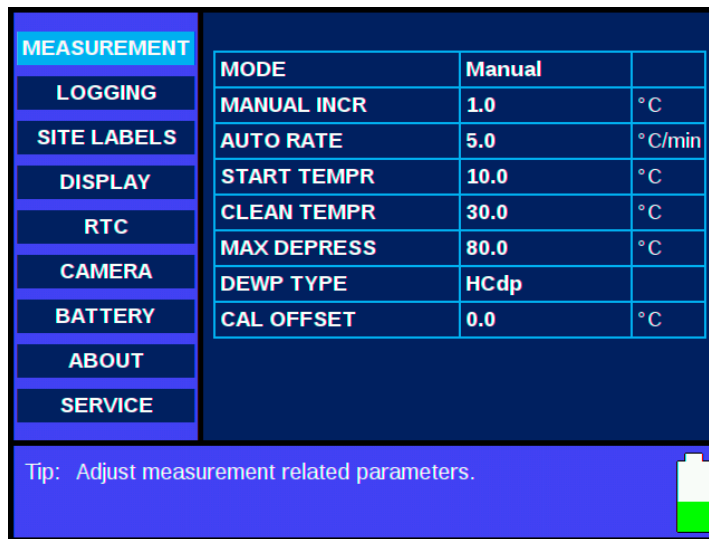 MEASUREMENT
LOGGING
SITE LABELS
DISPLAY
RTC
CAMERA
BATTERY
ABOUT
SERVICE
MODE Manual
MANUAL INCR 1.0 °C
AUTO RATE 5.0 °C/min
START TEMPR 10.0 °C
CLEAN TEMPR 30.0 °C
MAX DEPRESS 80.0 °C
DEWP TYPE HCdp
CAL OFFSET 0.0 °C
Tip: Adjust measurement related parameters.